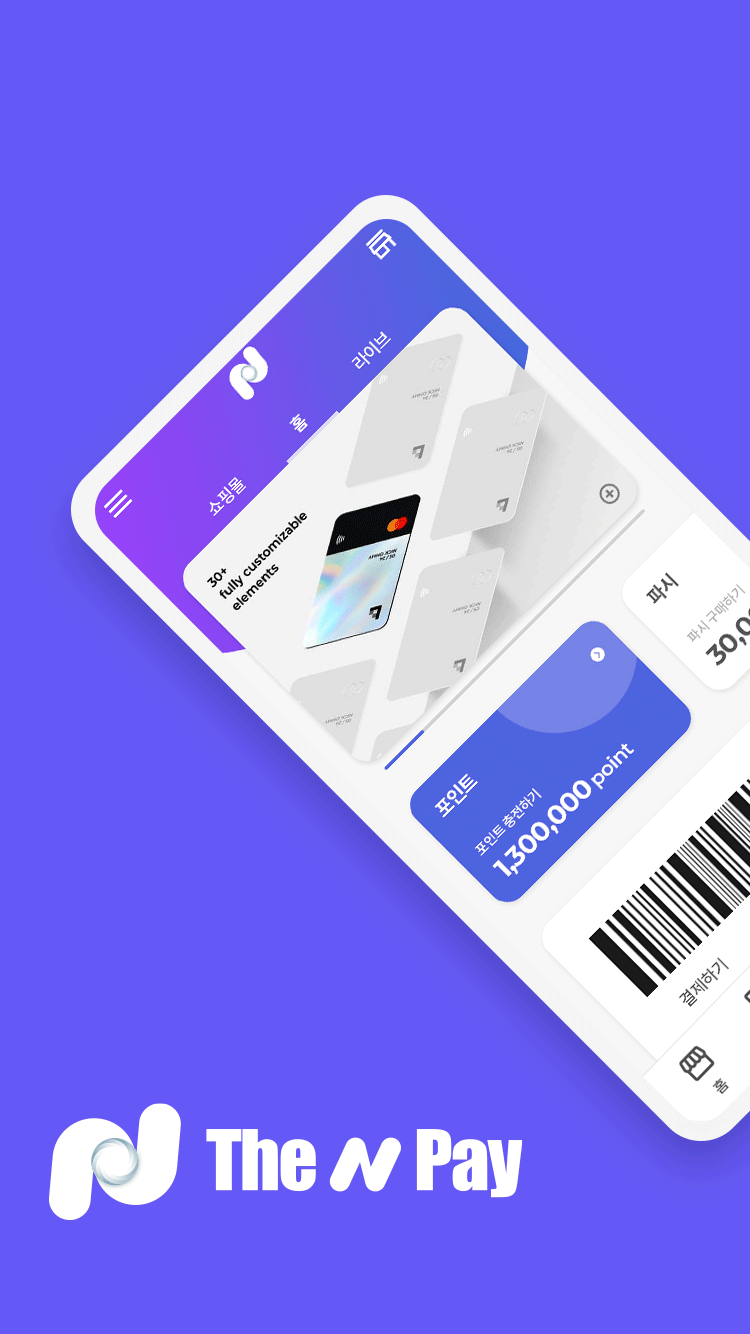 쇼핑몰
홈
라이브
30+
fully customizable
elements
포인트
포인트 충전하기
1,300,000 point
파시
파시 구매하기
결제하기
홈
The N Pay